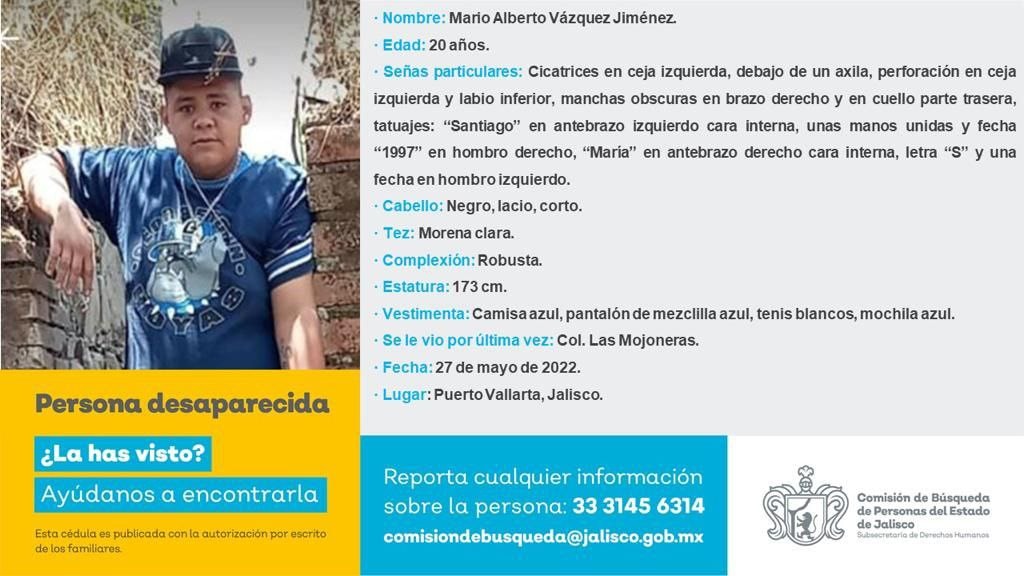 · Nombre: Mario Alberto Vázquez Jiménez.
· Edad: 20 años.
· Señas particulares: Cicatrices en ceja izquierda, debajo de un axila, perforación en ceja
izquierda y labio inferior, manchas obscuras en brazo derecho y en cuello parte trasera,
tatuajes: “Santiago” en antebrazo izquierdo cara interna, unas manos unidas y fecha
“1997” en hombro derecho, “María” en antebrazo derecho cara interna, letra “S” y una
fecha en hombro izquierdo.
· Cabello: Negro, lacio, corto.
· Tez: Morena clara.
· Complexión: Robusta.
· Estatura: 173 cm.
· Vestimenta: Camisa azul, pantalón de mezclilla azul, tenis blancos, mochila azul.
· Se le vio por última vez: Col. Las Mojoneras.
· Fecha: 27 de mayo de 2022.
· Lugar: Puerto Vallarta, Jalisco.
Persona desaparecida
¿La has visto?
Ayúdanos a encontrarla
Esta cédula es publicada con la autorización por escrito
de los familiares.
Reporta cualquier información
sobre la persona: 33 3145 6314
comisiondebusqueda@jalisco.gob.mx
Comisión de Búsqueda
de Personas del Estado
de Jalisco
Subsecretaría de Derechos Humanos